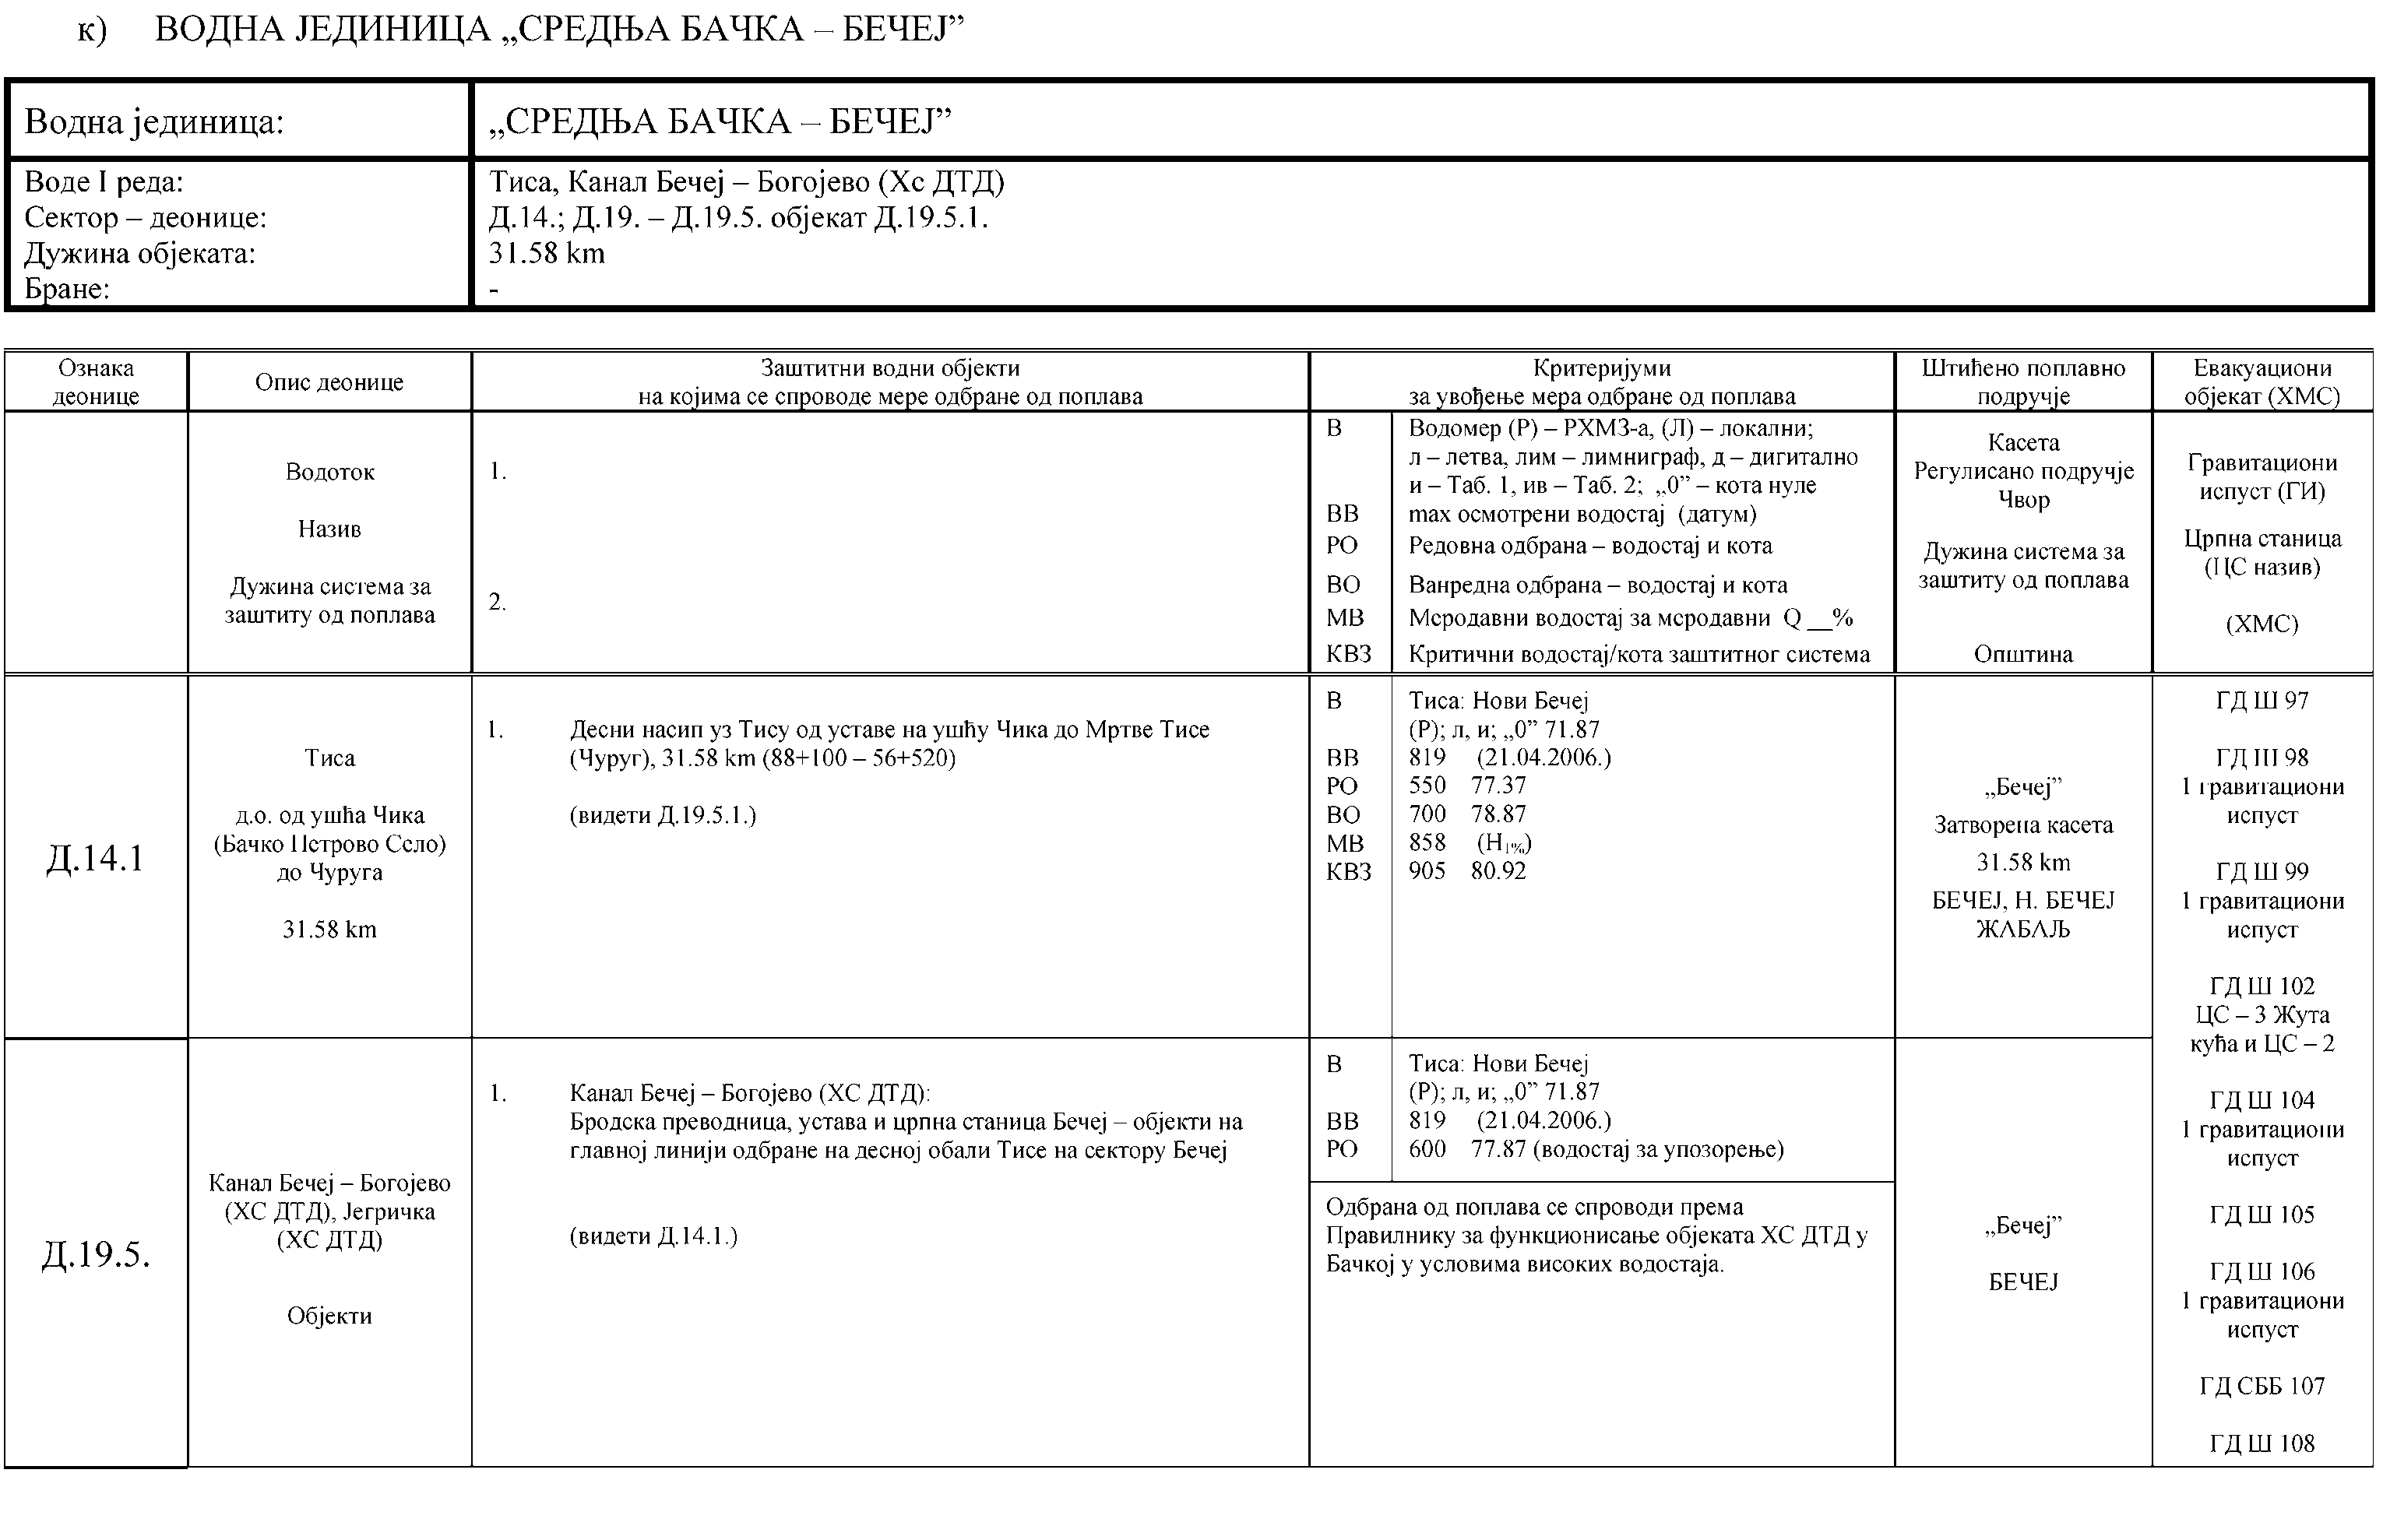 к) ВОДНА ЈЕДИНИЦА „СРЕДЊА БАЧКА – БЕЧЕЈ”
Водна јединица: „СРЕДЊА БАЧКА – БЕЧЕЈ”
Воде I реда: Тиса, Канал Бечеј – Богојево (Хс ДТД)
Сектор – деонице: Д.14.; Д.19. – Д.19.5. објекат Д.19.5.1.
Дужина објеката: 31.58 km
Бране: -
Ознака
деонице
Опис деонице
Заштитни водни објекти
на којима се спроводе мере одбране од поплава
Критеријуми
за увођење мера одбране од поплава
Штићено поплавно
подручје
Евакуациони
објекат (ХМС)
Водоток
Назив
Дужина система за
заштиту од поплава
1.
2.
В Водомер (Р) – РХМЗ-а, (Л) – локални;
л – летва, лим – лимниграф, д – дигитално
и – Таб. 1, ив – Таб. 2; „0” – кота нуле
ВВ max осмотрени водостај (датум)
РО Редовна одбрана – водостај и кота
ВО Ванредна одбрана – водостај и кота
МВ Меродавни водостај за меродавни Q __%
КВЗ Критични водостај/кота заштитног система
Касета
Регулисано подручје
Чвор
Дужина система за
заштиту од поплава
Општина
Гравитациони
испуст (ГИ)
Црпна станица
(ЦС назив)
(ХМС)
Д.14.1
Тиса
д.о. од ушћа Чика
(Бачко Петрово Село)
до Чуруга
31.58 km
1. Десни насип уз Тису од уставе на ушћу Чика до Мртве Тисе
(Чуруг), 31.58 km (88+100 – 56+520)
(видети Д.19.5.1.)
В Тиса: Нови Бечеј
(Р); л, и; „0” 71.87
ВВ 819 (21.04.2006.)
РО 550 77.37
ВО 700 78.87
МВ 858 (H1%)
КВЗ 905 80.92
„Бечеј”
Затворена касета
31.58 km
БЕЧЕЈ, Н. БЕЧЕЈ
ЖАБАЉ
ГД Ш 97
ГД Ш 98
1 гравитациони
испуст
ГД Ш 99
1 гравитациони
испуст
ГД Ш 102
ЦС – 3 Жута
кућа и ЦС – 2
ГД Ш 104
1 гравитациони
испуст
ГД Ш 105
ГД Ш 106
1 гравитациони
испуст
ГД СББ 107
ГД Ш 108
Д.19.5.
Канал Бечеј – Богојево
(ХС ДТД), Јегричка
(ХС ДТД)
Објекти
1. Канал Бечеј – Богојево (ХС ДТД):
Бродска преводница, устава и црпна станица Бечеј – објекти на
главној линији одбране на десној обали Тисе на сектору Бечеј
(видети Д.14.1.)
В Тиса: Нови Бечеј
(Р); л, и; „0” 71.87
ВВ 819 (21.04.2006.)
РО 600 77.87 (водостај за упозорење)
Одбрана од поплава се спроводи према
Правилнику за функционисање објеката ХС ДТД у
Бачкој у условима високих водостаја.
„Бечеј”
БЕЧЕЈ